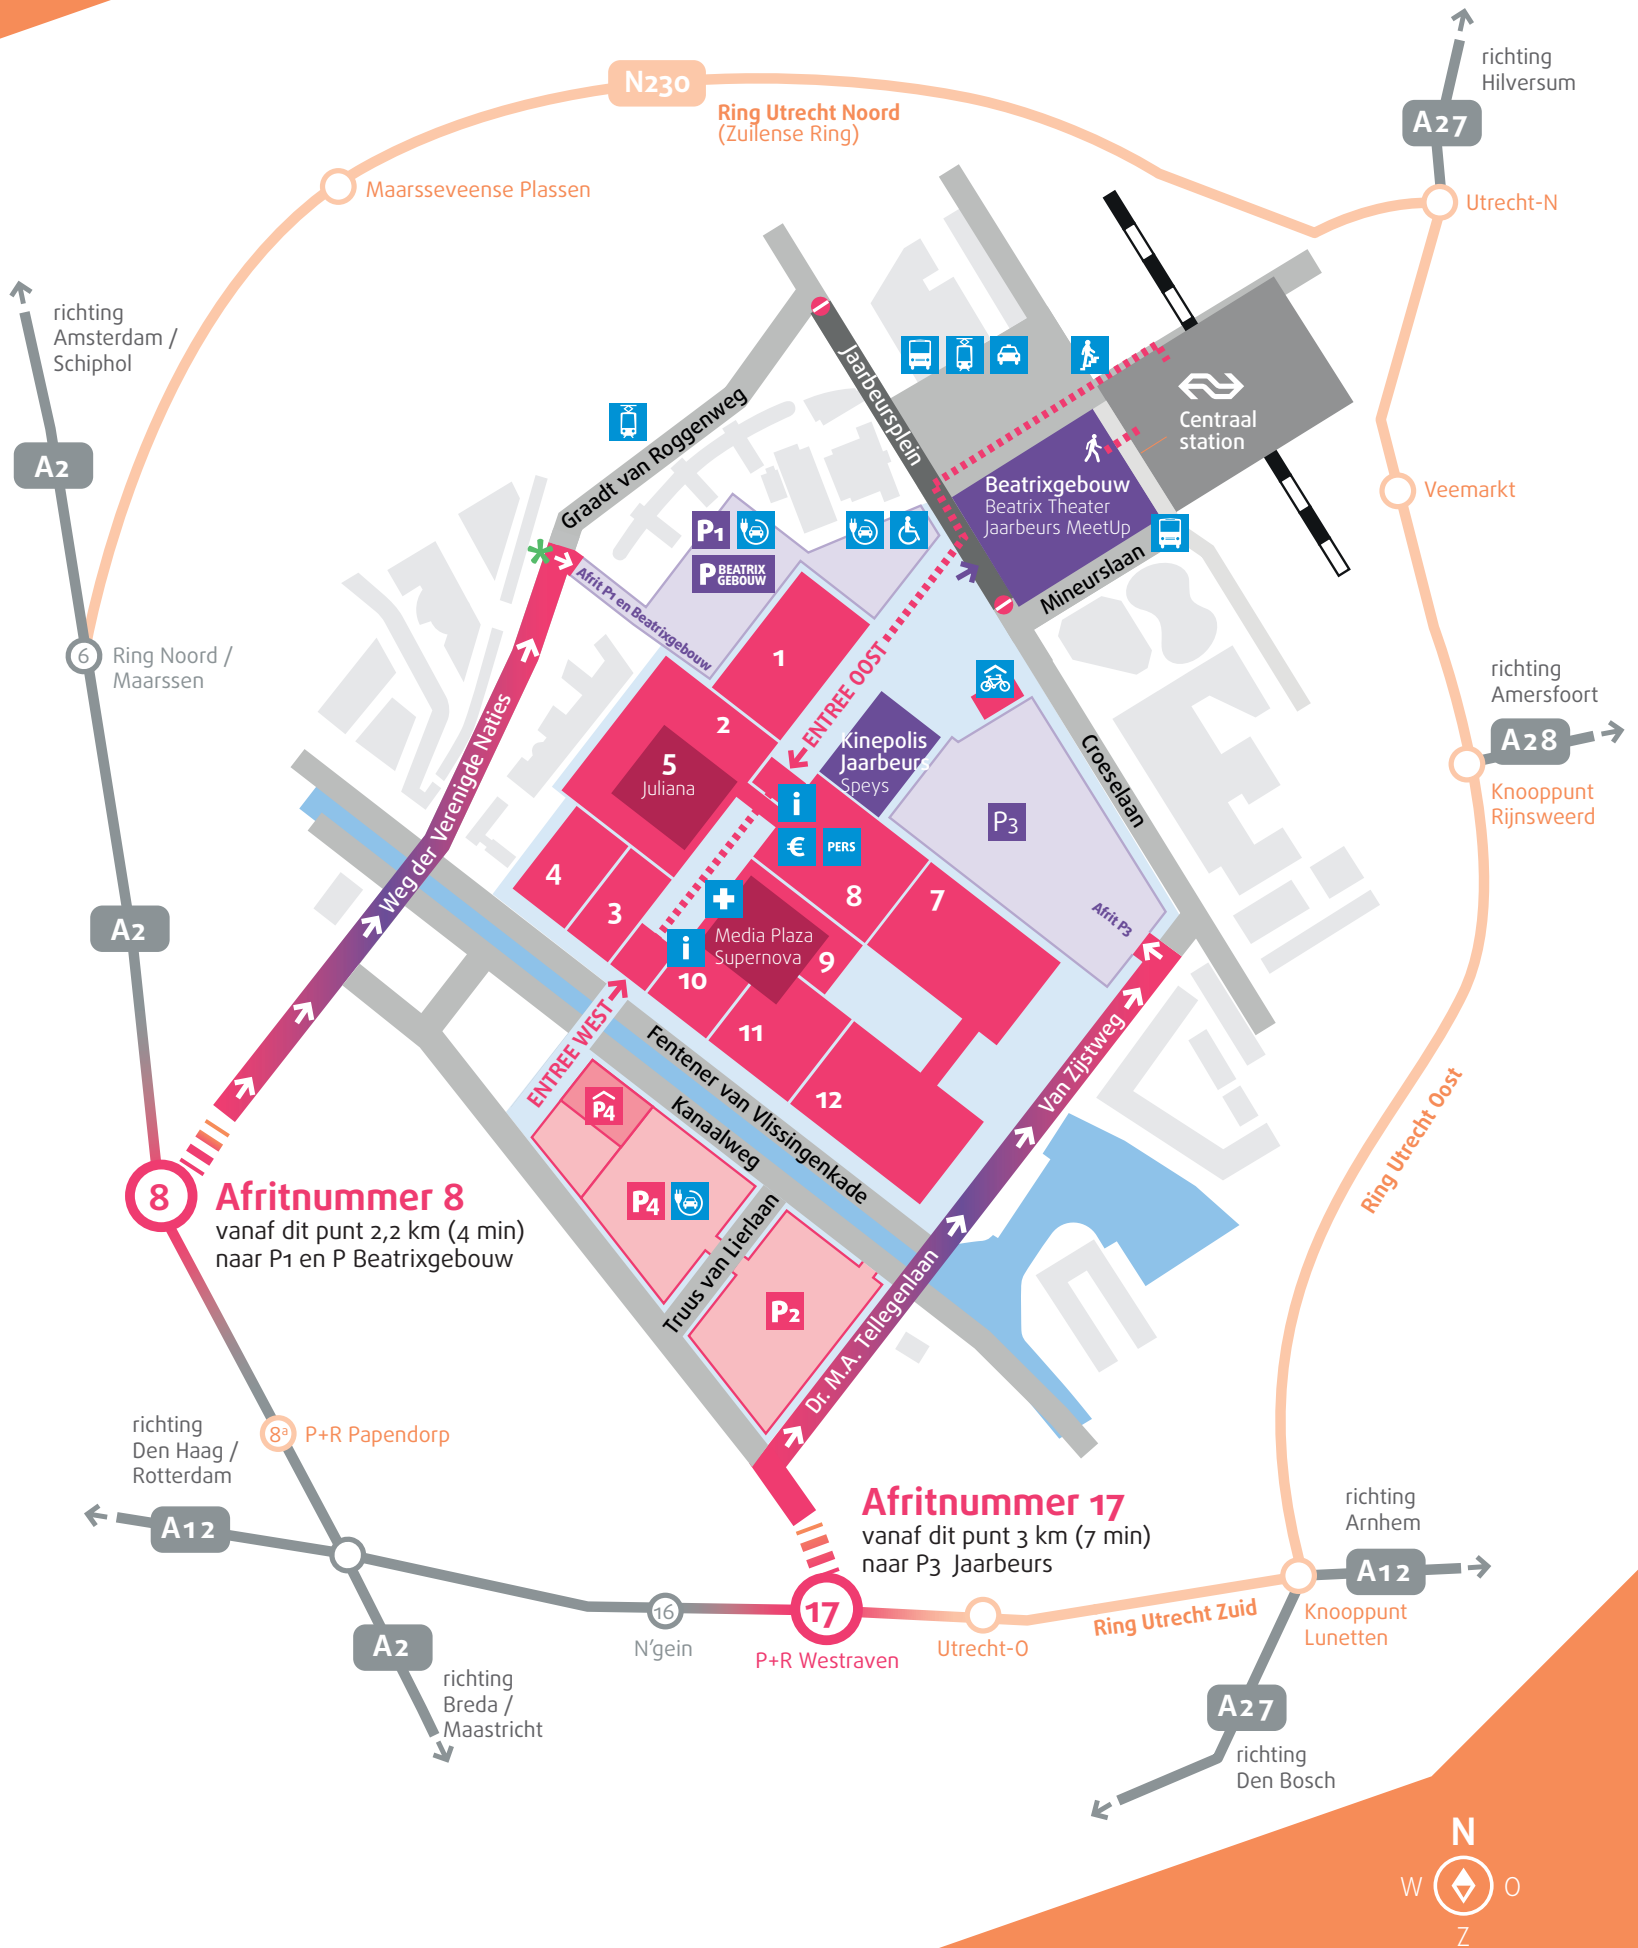 N230
Ring Utrecht Noord
(Zuilense Ring)
richting
Hilversum
A27
Maarsseveense Plassen
Utrecht-N
richting
Amsterdam /
Schiphol
A2
Jaarbeursplein
Graadt van Roggenweg
Centraal
station
Beatrixgebouw
Beatrix Theater
Jaarbeurs MeetUp
Mineurslaan
Veemarkt
P1
P BEATRIX
GEBOUW
Afrit P1 en Beatrixgebouw
6
Ring Noord /
Maarssen
1
ENTREE OOST
2
5
Juliana
Kinepolis
Jaarbeurs
Speys
Croeselaan
richting
Amersfoort
A28
Knooppunt
Rijnsweerd
Weg der Verenigde Naties
i
€
PERS
P3
4
3
8
7
Afrit P3
A2
Media Plaza
Supernova
i
9
10
11
12
ENTREE WEST
Fentener van Vlissingenkade
Kanaalweg
Van Zijstweg
P4
P4
Truus van Lierlaan
P2
Dr. M.A. Tellegenlaan
Ring Utrecht Oost
8
Afritnummer 8
vanaf dit punt 2,2 km (4 min)
naar P1 en P Beatrixgebouw
richting
Den Haag /
Rotterdam
8a
P+R Papendorp
A12
Afritnummer 17
vanaf dit punt 3 km (7 min)
naar P3 Jaarbeurs
richting
Arnhem
A12
16
N'gein
17
P+R Westraven
Utrecht-O
Ring Utrecht Zuid
Knooppunt
Lunetten
A2
richting
Breda /
Maastricht
A27
richting
Den Bosch
N
W
O
Z